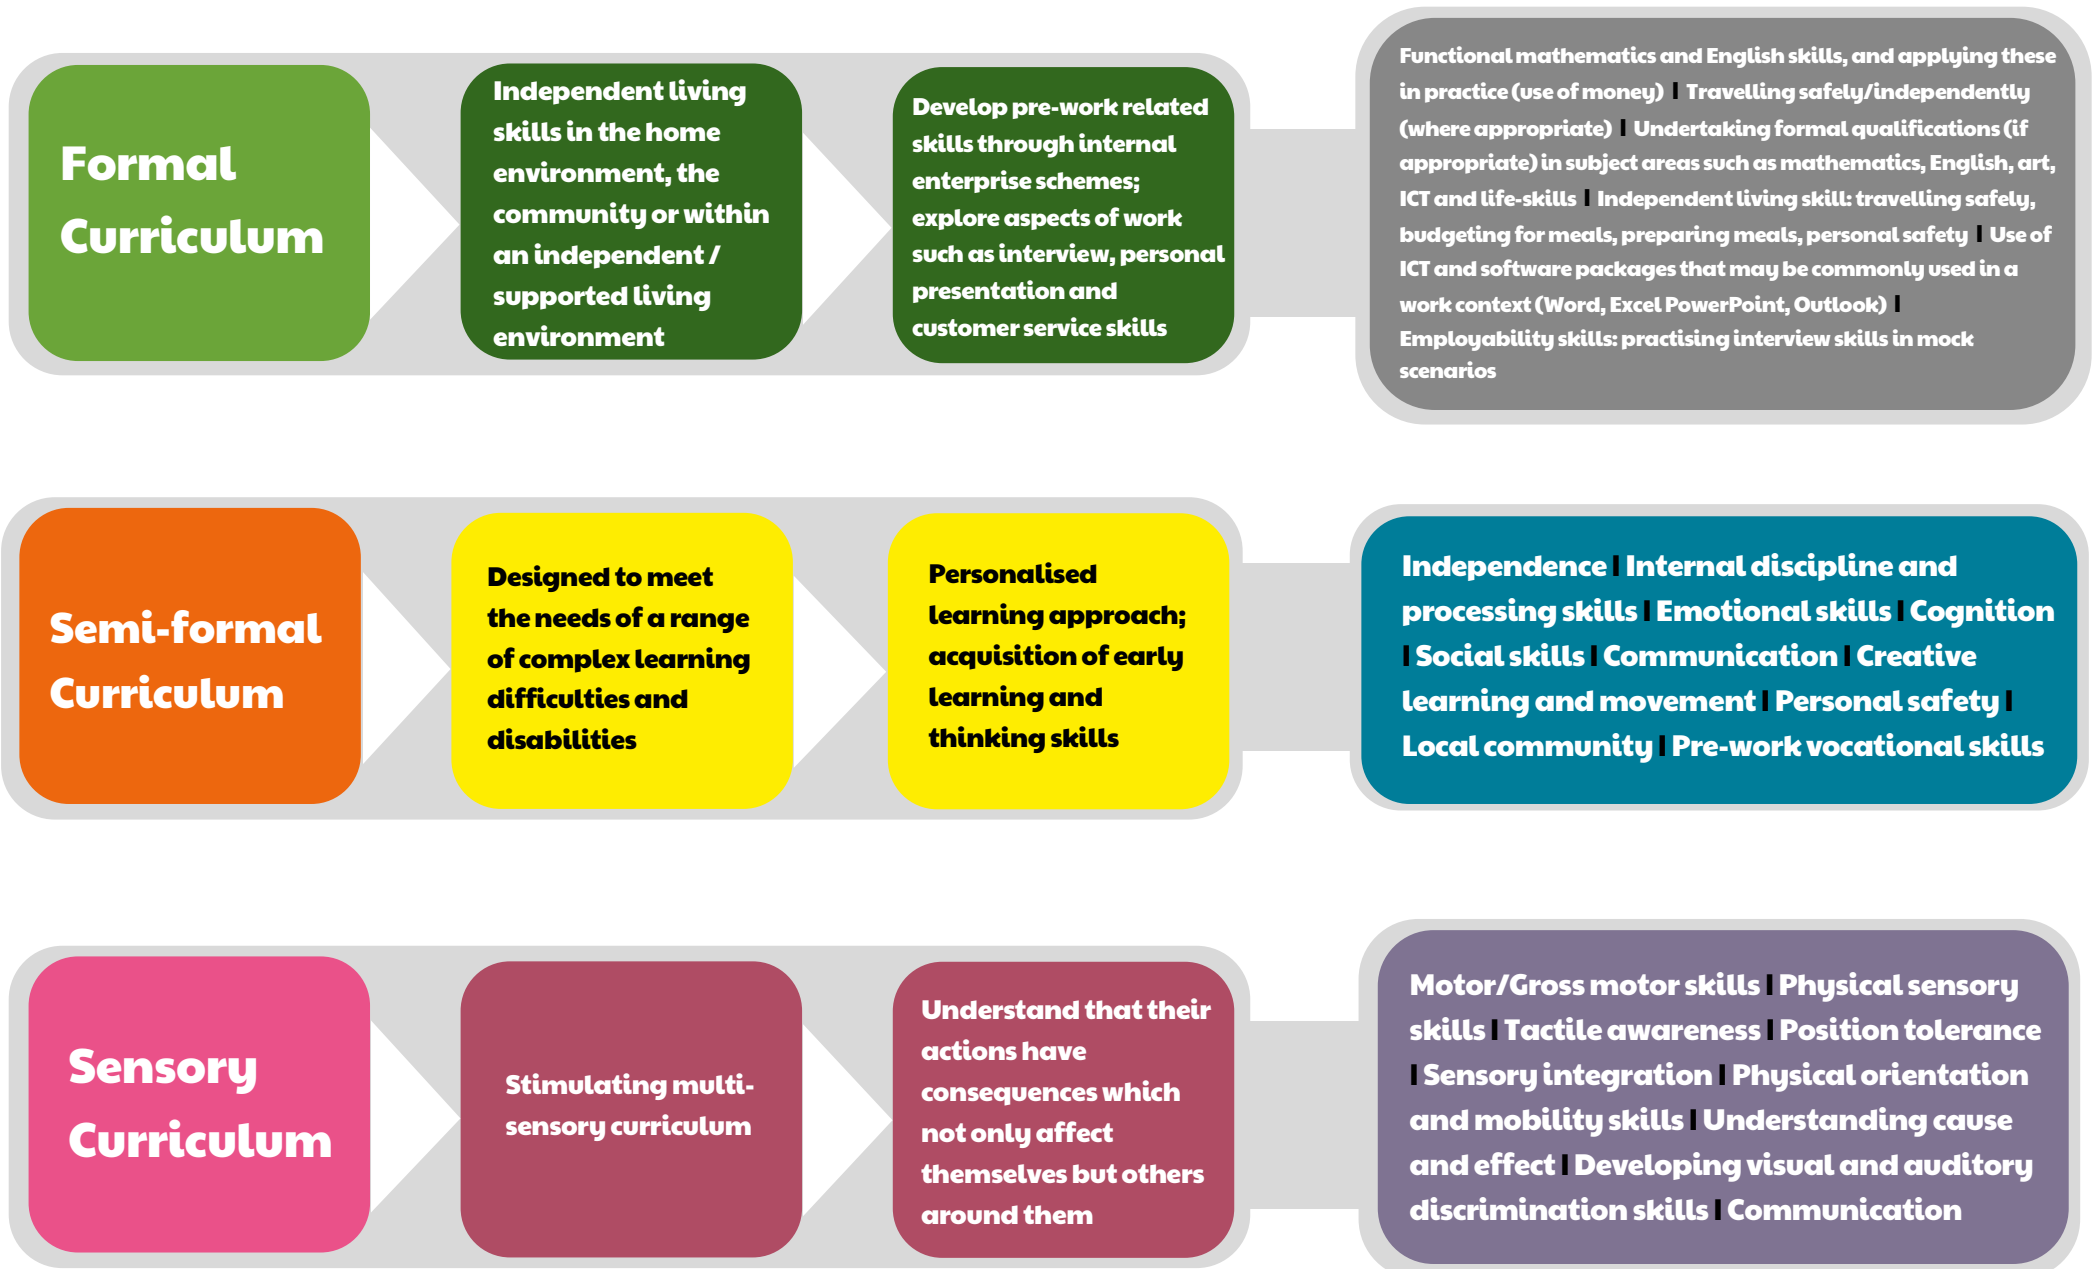 Formal
Curriculum
Independent living
skills in the home
environment, the
community or within
an independent /
supported living
environment
Develop pre-work related
skills through internal
enterprise schemes;
explore aspects of work
such as interview, personal
presentation and
customer service skills
Functional mathematics and English skills, and applying these
in practice (use of money) | Travelling safely/independently
(where appropriate) | Undertaking formal qualifications (if
appropriate) in subject areas such as mathematics, English, art,
ICT and life-skills | Independent living skill: travelling safely,
budgeting for meals, preparing meals, personal safety | Use of
ICT and software packages that may be commonly used in a
work context (Word, Excel PowerPoint, Outlook) |
Employability skills: practising interview skills in mock
scenarios
Semi-formal
Curriculum
Designed to meet
the needs of a range
of complex learning
difficulties and
disabilities
Personalised
learning approach;
acquisition of early
learning and
thinking skills
Independence | Internal discipline and
processing skills | Emotional skills | Cognition
| Social skills | Communication | Creative
learning and movement | Personal safety |
Local community | Pre-work vocational skills
Sensory
Curriculum
Stimulating multi-
sensory curriculum
Understand that their
actions have
consequences which
not only affect
themselves but others
around them
Motor/Gross motor skills | Physical sensory
skills | Tactile awareness | Position tolerance
| Sensory integration | Physical orientation
and mobility skills | Understanding cause
and effect | Developing visual and auditory
discrimination skills | Communication